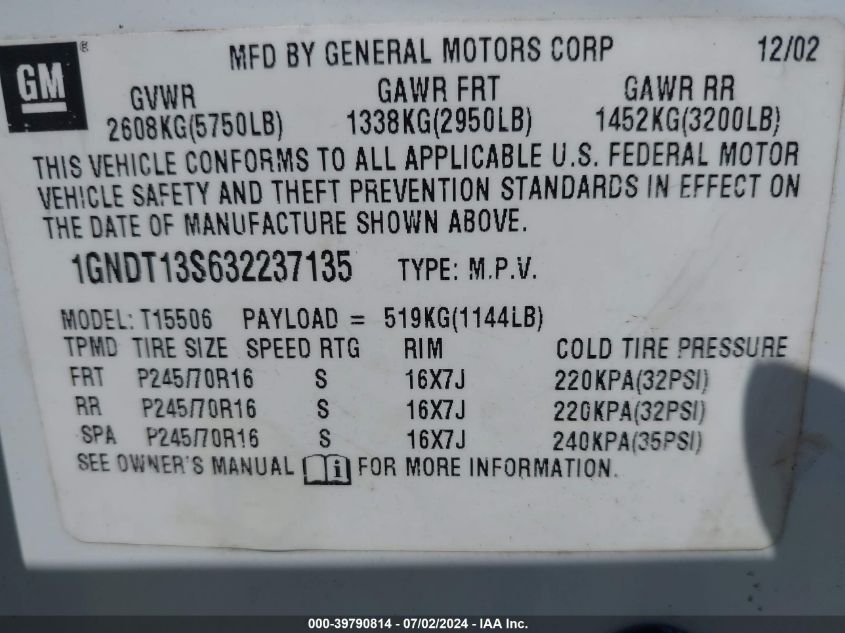 GM ® MFD BY GENERAL MOTORS CORP 12/02
GVWR GAWR FRT GAWR RR
2608KG(5750LB) 1338KG(2950LB) 1452KG(3200LB)
THIS VEHICLE CONFORMS TO ALL APPLICABLE U.S. FEDERAL MOTOR
VEHICLE SAFETY AND THEFT PREVENTION STANDARDS IN EFFECT ON
THE DATE OF MANUFACTURE SHOWN ABOVE.
1GNDT13S632237135 TYPE: M.P.V.
MODEL: T15506 PAYLOAD = 519KG(1144LB)
TPMD TIRE SIZE SPEED RTG RIM COLD TIRE PRESSURE
FRT P245/70R16 S 16X7J 220KPA(32PSI)
RR P245/70R16 S 16X7J 220KPA(32PSI)
SPA P245/70R16 S 16X7J 240KPA(35PSI)
SEE OWNER'S MANUAL i FOR MORE INFORMATION.
000-39790814 - 07/02/2024 - IAA Inc.